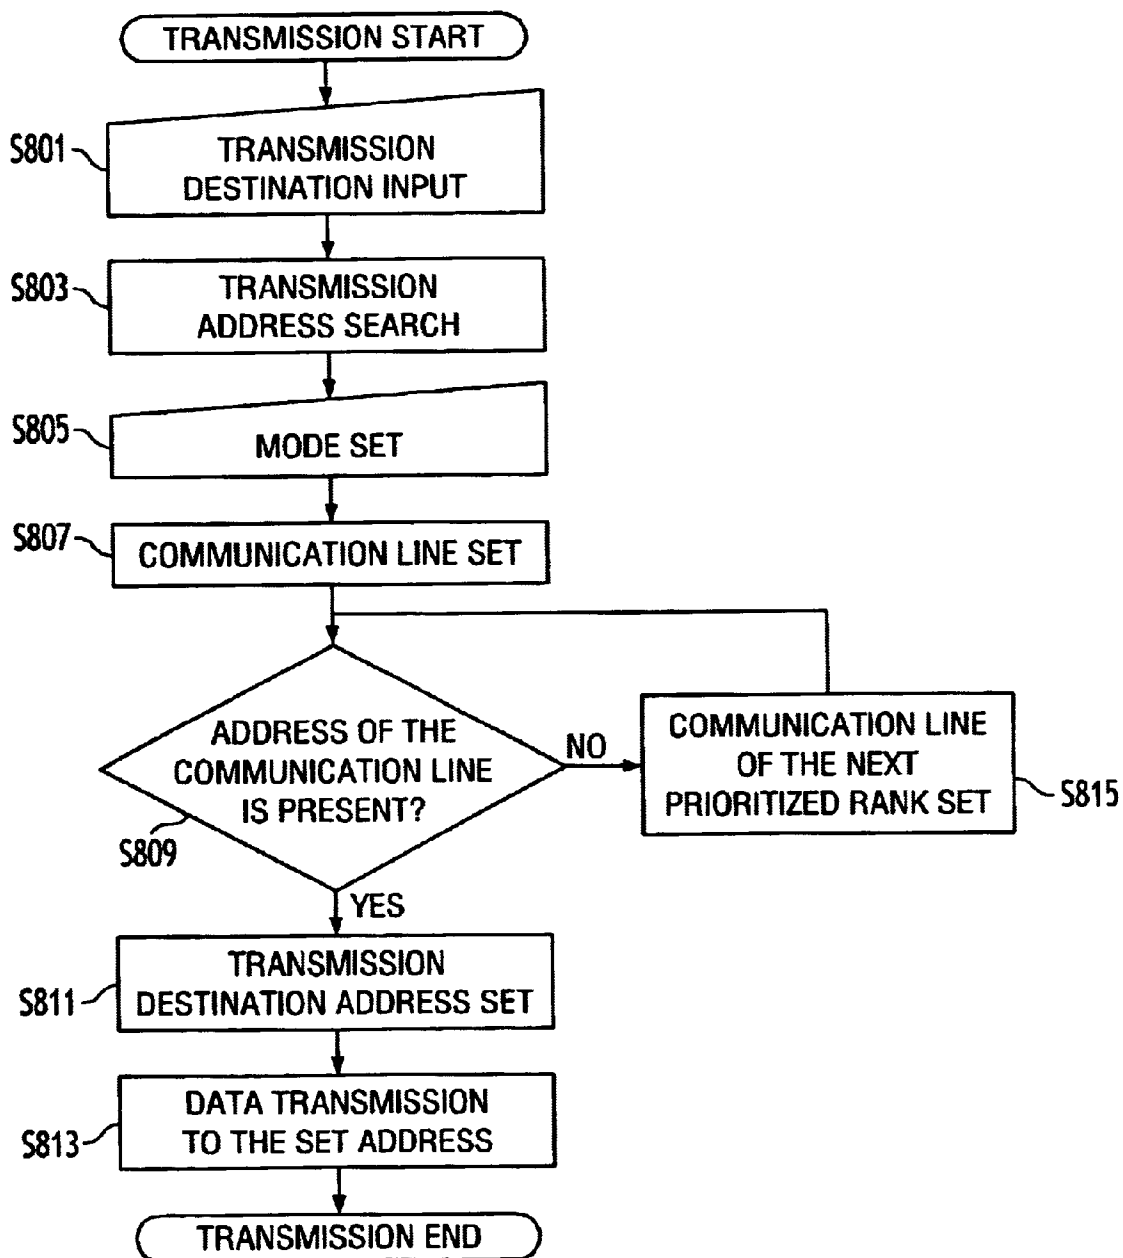 TRANSMISSION START
S801
TRANSMISSION
DESTINATION INPUT
S803
TRANSMISSION
ADDRESS SEARCH
S805
MODE SET
S807
COMMUNICATION LINE SET
ADDRESS OF THE
COMMUNICATION LINE
IS PRESENT?
S809
NO
COMMUNICATION LINE
OF THE NEXT
PRIORITIZED RANK SET
S815
YES
S811
TRANSMISSION
DESTINATION ADDRESS SET
S813
DATA TRANSMISSION
TO THE SET ADDRESS
TRANSMISSION END